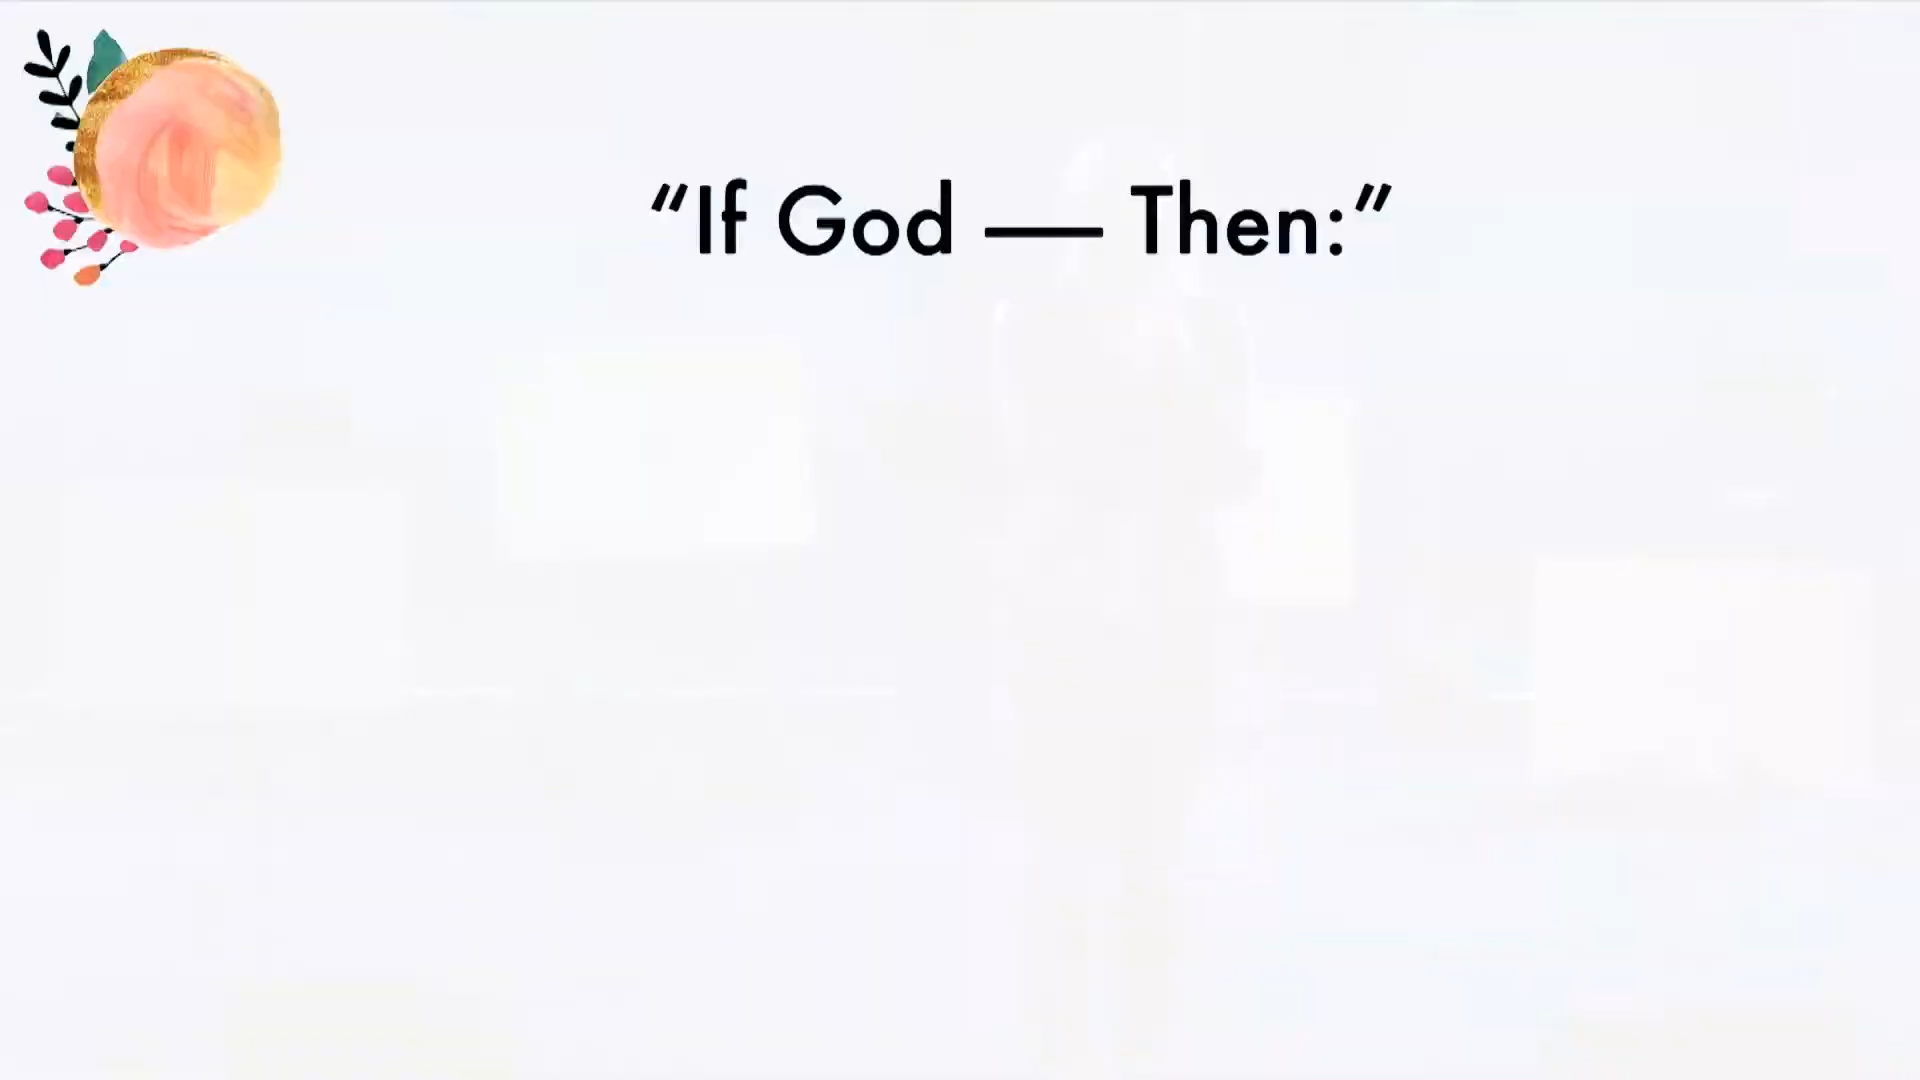 “If God — Then:”